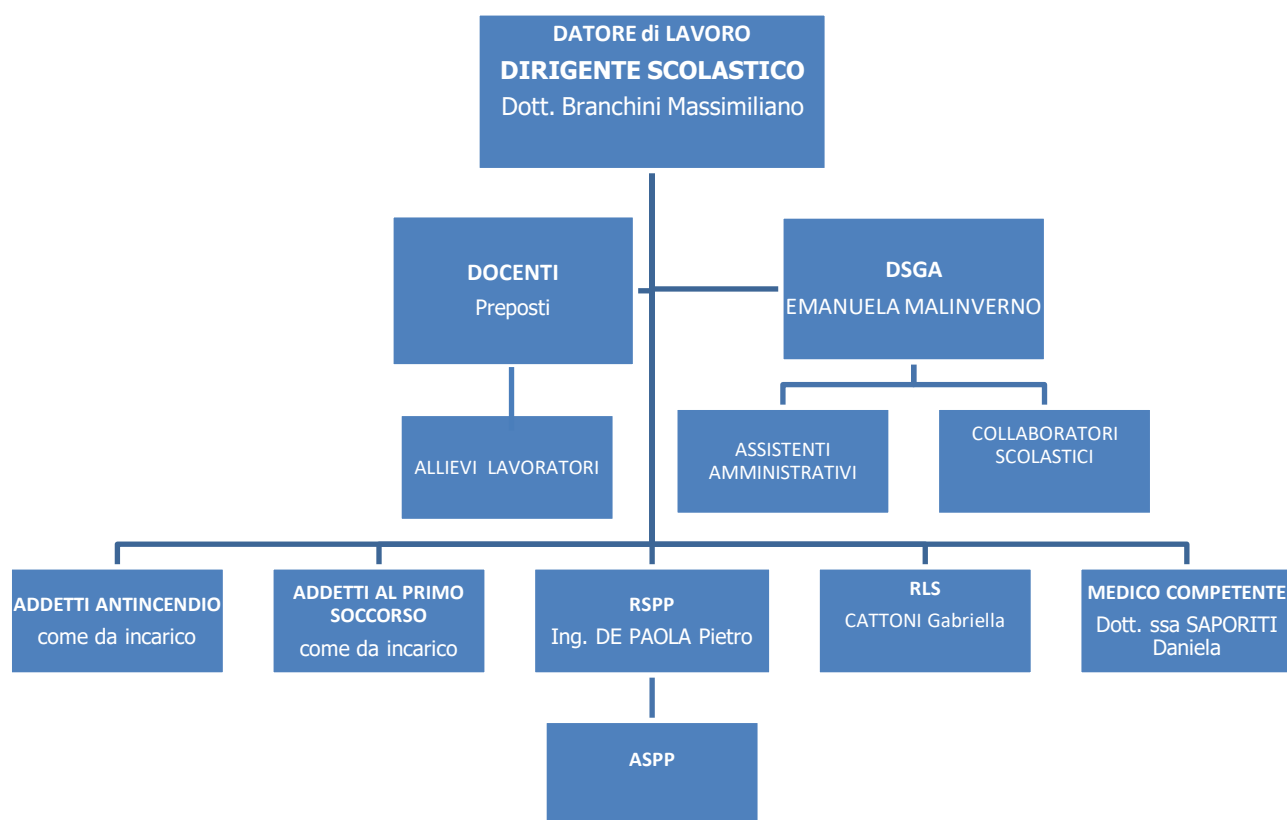 DATORE di LAVORO
DIRIGENTE SCOLASTICO
Dott. Branchini Massimiliano
DOCENTI
Preposti
DSGA
EMANUELA MALINVERNO
ALLIEVI LAVORATORI
ASSISTENTI
AMMINISTRATIVI
COLLABORATORI
SCOLASTICI
ADDETTI ANTINCENDIO
come da incarico
ADDETTI AL PRIMO
SOCCORSO
come da incarico
RSPP
Ing. DE PAOLA Pietro
RLS
CATTONI Gabriella
MEDICO COMPETENTE
Dott. ssa SAPORITI
Daniela
ASPP